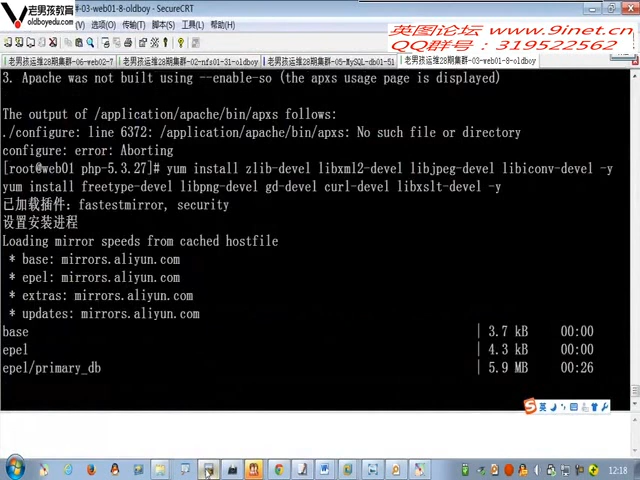 老男孩教育
oldboyedu.com
-03-web01-8-oldboy - SecureCRT
(V) 选项(O) 传输(T) 脚本(S) 工具(L) 帮助(H)
英图论坛 www.9inet.cn
QQ群号：319522562
老男孩运维28期集群-06-web02-7
老男孩运维28期集群-02-nfs01-31-oldboy
老男孩运维28期集群-05-MySQL-db01-51
老男孩运维28期集群-03-web01-8-oldboy
3. Apache was not built using --enable-so (the apxs usage page is displayed)
The output of /application/apache/bin/apxs follows:
./configure: line 6372: /application/apache/bin/apxs: No such file or directory
configure: error: Aborting
[root@web01 php-5.3.27]# yum install zlib-devel libxml2-devel libjpeg-devel libiconv-devel -y
yum install freetype-devel libpng-devel gd-devel curl-devel libxslt-devel -y
已加载插件: fastestmirror, security
设置安装进程
Loading mirror speeds from cached hostfile
* base: mirrors.aliyun.com
* epel: mirrors.aliyun.com
* extras: mirrors.aliyun.com
* updates: mirrors.aliyun.com
base | 3.7 kB 00:00
epel | 4.3 kB 00:00
epel/primary_db | 5.9 MB 00:26
英
12:18